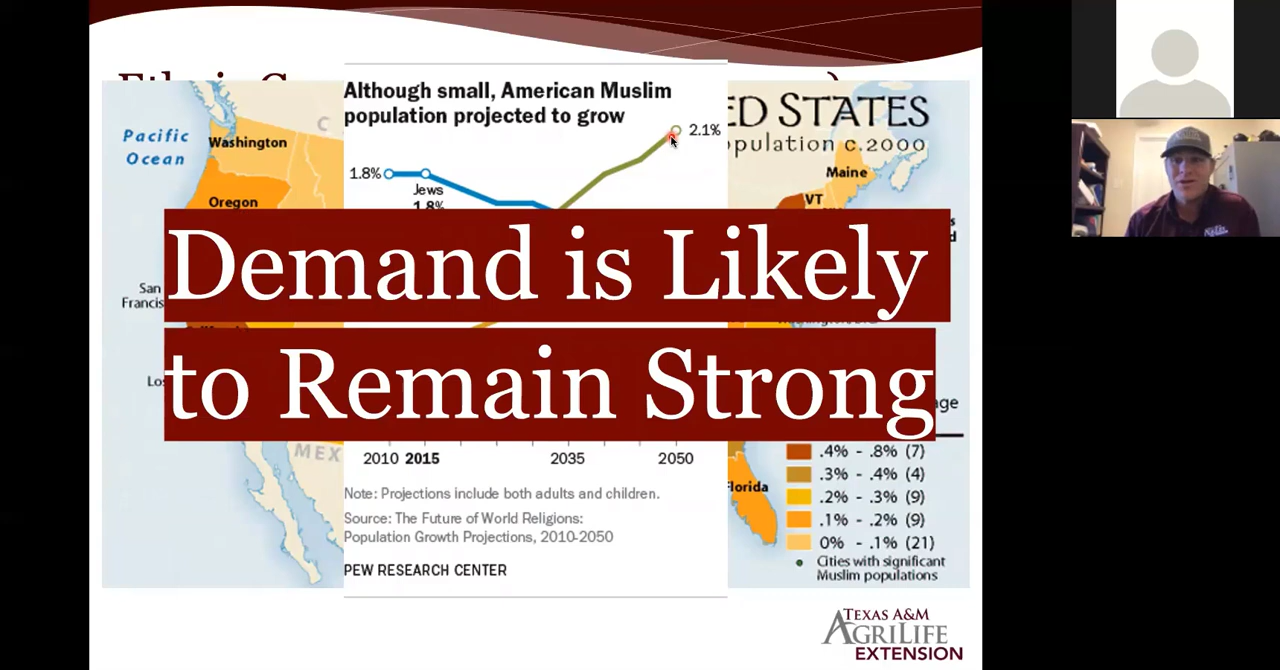 Although small, American Muslim
population projected to grow
2.1%
1.8%
Jews
1.8%
Pacific
Ocean
Washington
Oregon
San
Francis
Los
MEX
C
ED STATES
opulation c.2000
Maine
VT
Florida
Demand is Likely
to Remain Strong
2010 2015 2035 2050
Note: Projections include both adults and children.
Source: The Future of World Religions:
Population Growth Projections, 2010-2050
PEW RESEARCH CENTER
age
.4% - .8% (7)
.3% - .4% (4)
.2% - .3% (9)
.1% - .2% (9)
0% - .1% (21)
Cities with significant
Muslim populations
TEXAS A&M
AGRILIFE
EXTENSION